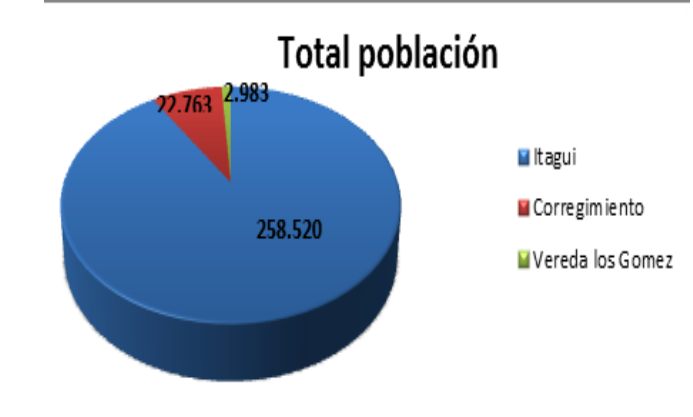 Total población
22.763
2.983
258.520
Itagui
Corregimiento
Vereda los Gomez